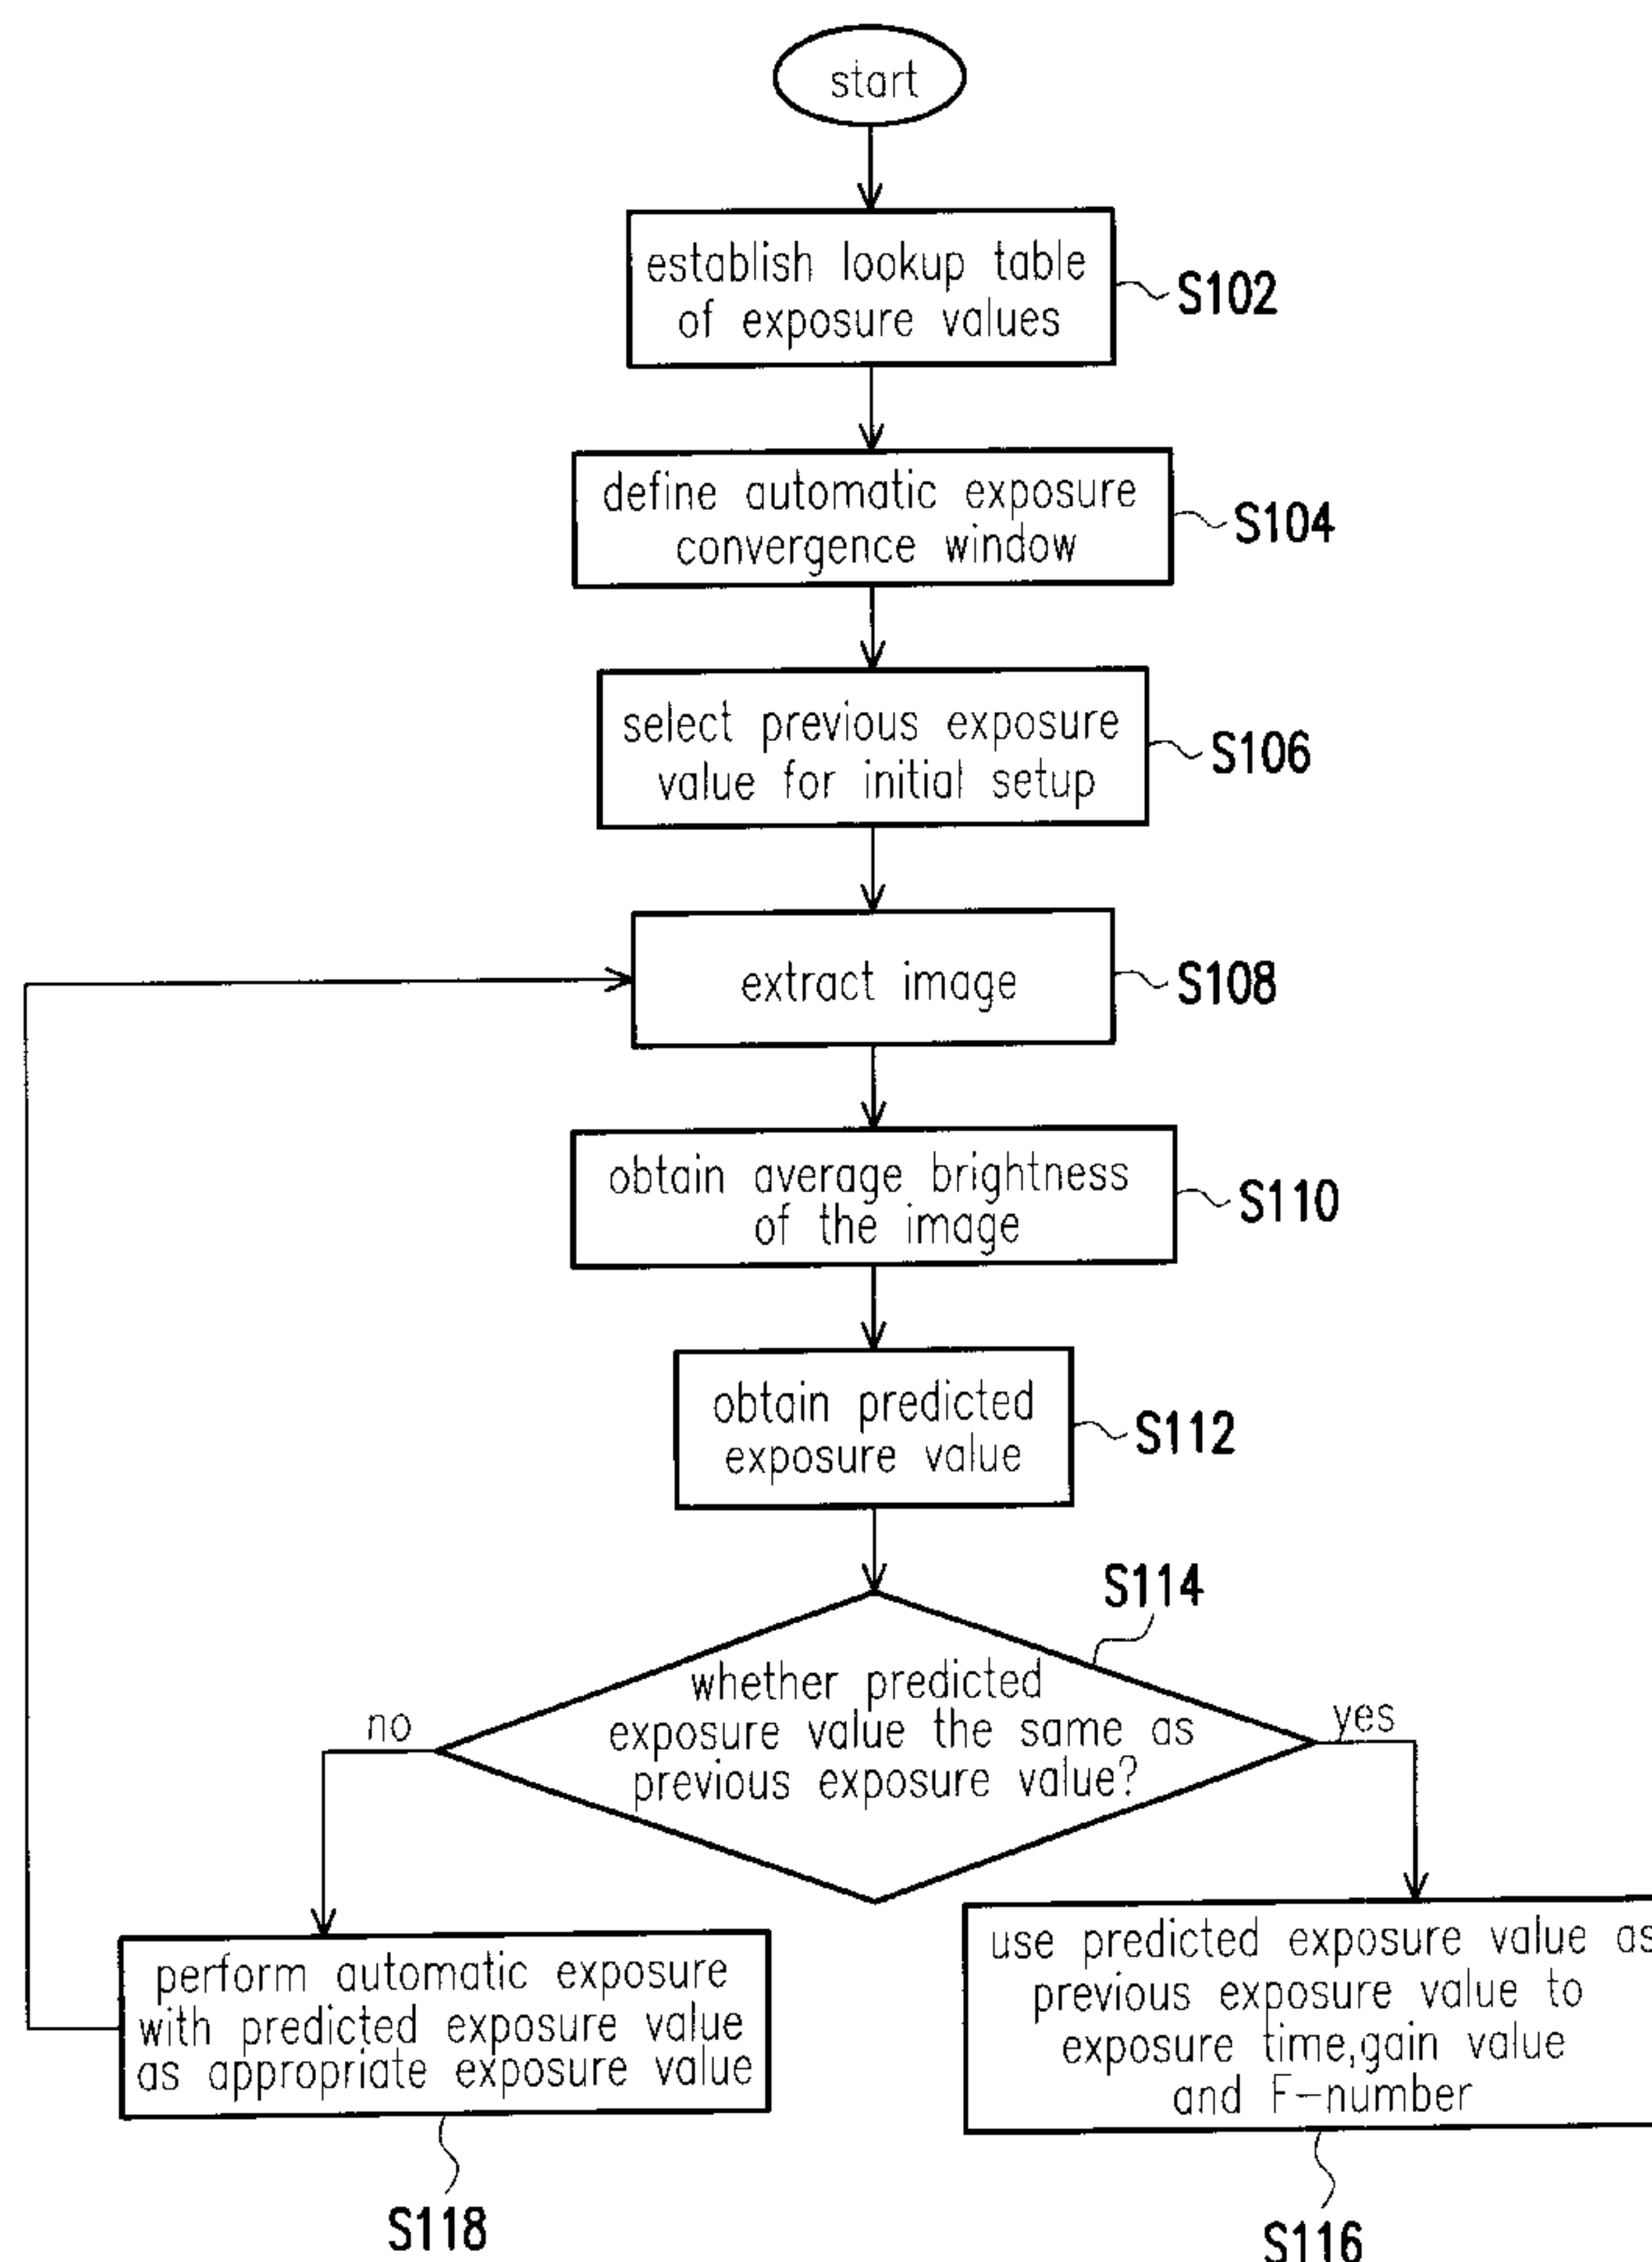 start
establish lookup table
of exposure values
S102
define automatic exposure
convergence window
S104
select previous exposure
value for initial setup
S106
extract image
S108
obtain average brightness
of the image
S110
obtain predicted
exposure value
S112
S114
whether predicted
exposure value the same as
previous exposure value?
no
yes
perform automatic exposure
with predicted exposure value
as appropriate exposure value
S118
use predicted exposure value as
previous exposure value to
exposure time,gain value
and F-number
S116